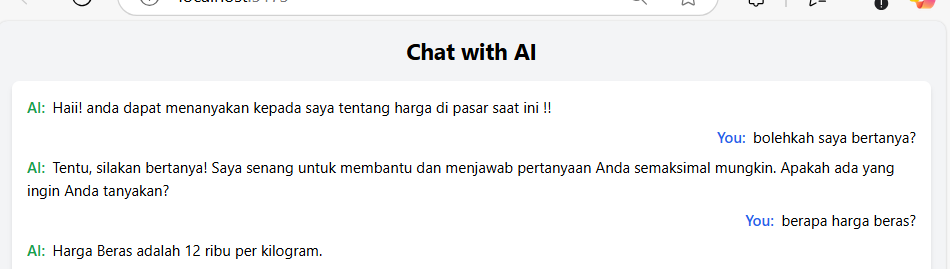 Chat with AI
AI: Haii! anda dapat menanyakan kepada saya tentang harga di pasar saat ini !!
You: bolehkah saya bertanya?
AI: Tentu, silakan bertanya! Saya senang untuk membantu dan menjawab pertanyaan Anda semaksimal mungkin. Apakah ada yang
ingin Anda tanyakan?
You: berapa harga beras?
AI: Harga Beras adalah 12 ribu per kilogram.